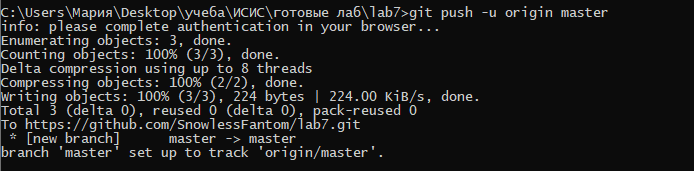 C:\Users\Мария\Desktop\учеба\ИСИС\готовые лаб\lab7>git push -u origin master
info: please complete authentication in your browser...
Enumerating objects: 3, done.
Counting objects: 100% (3/3), done.
Delta compression using up to 8 threads
Compressing objects: 100% (2/2), done.
Writing objects: 100% (3/3), 224 bytes | 224.00 KiB/s, done.
Total 3 (delta 0), reused 0 (delta 0), pack-reused 0
To https://github.com/SnowlessFantom/lab7.git
 * [new branch]      master -> master
branch 'master' set up to track 'origin/master'.